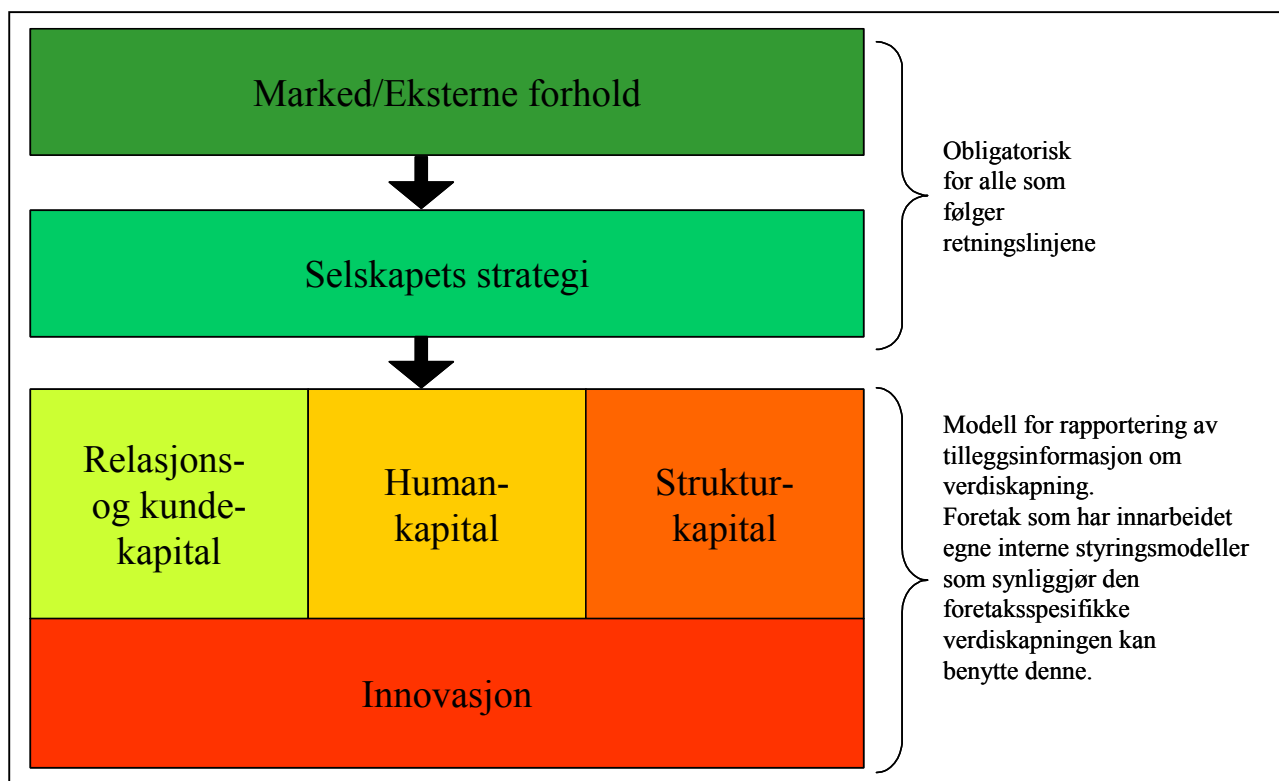 Marked/Eksterne forhold
Obligatorisk
for alle som
følger
retningslinjene
Selskapets strategi
Relasjons-
og kunde-
kapital
Human-
kapital
Struktur-
kapital
Innovasjon
Modell for rapportering av
tilleggsinformasjon om
verdiskapning.
Foretak som har innarbeidet
egne interne styringsmodeller
som synliggjør den
foretaksspesifikke
verdiskapningen kan
benytte denne.